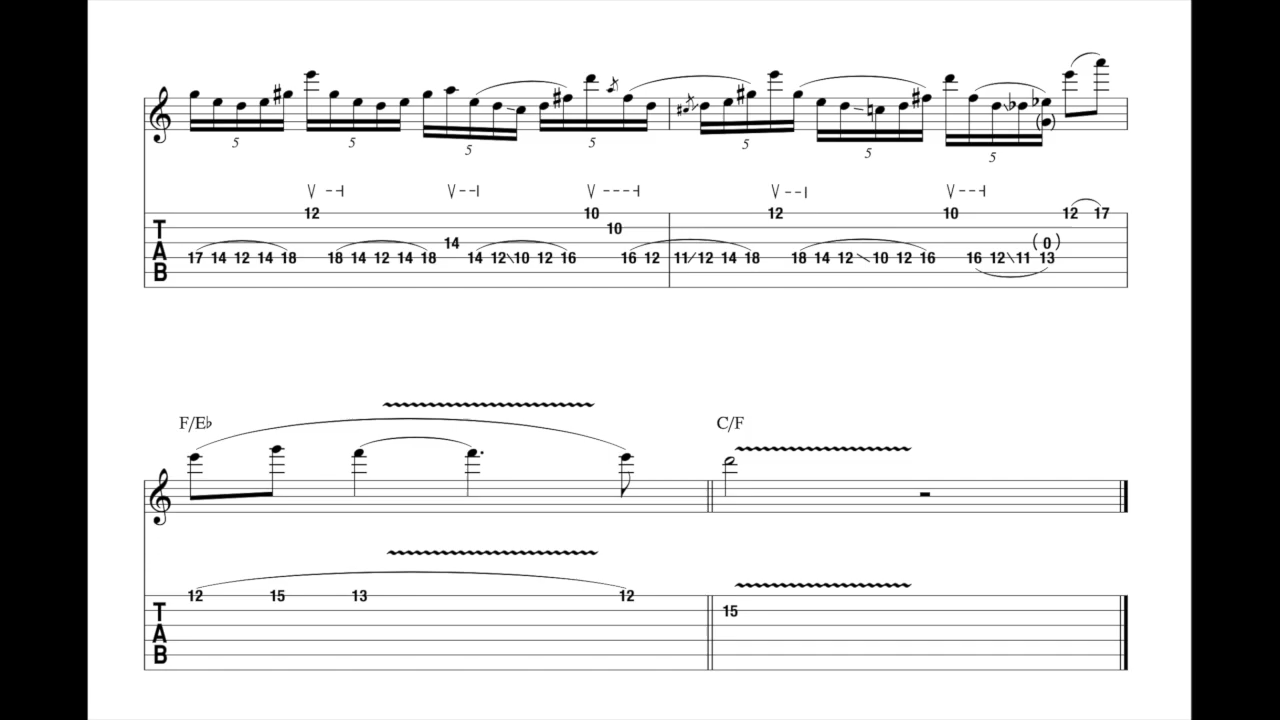 5 5 5 5 5 5 5
12 10 12 10 12 17
T 10
14 ( 0 )
A 17 14 12 14 18 18 14 12 14 18 14 12 10 12 16 16 12 11 12 14 18 18 14 12 10 12 16 16 12 11 13
B
F/E♭ C/F
12 15 13 12
T 15
A
B